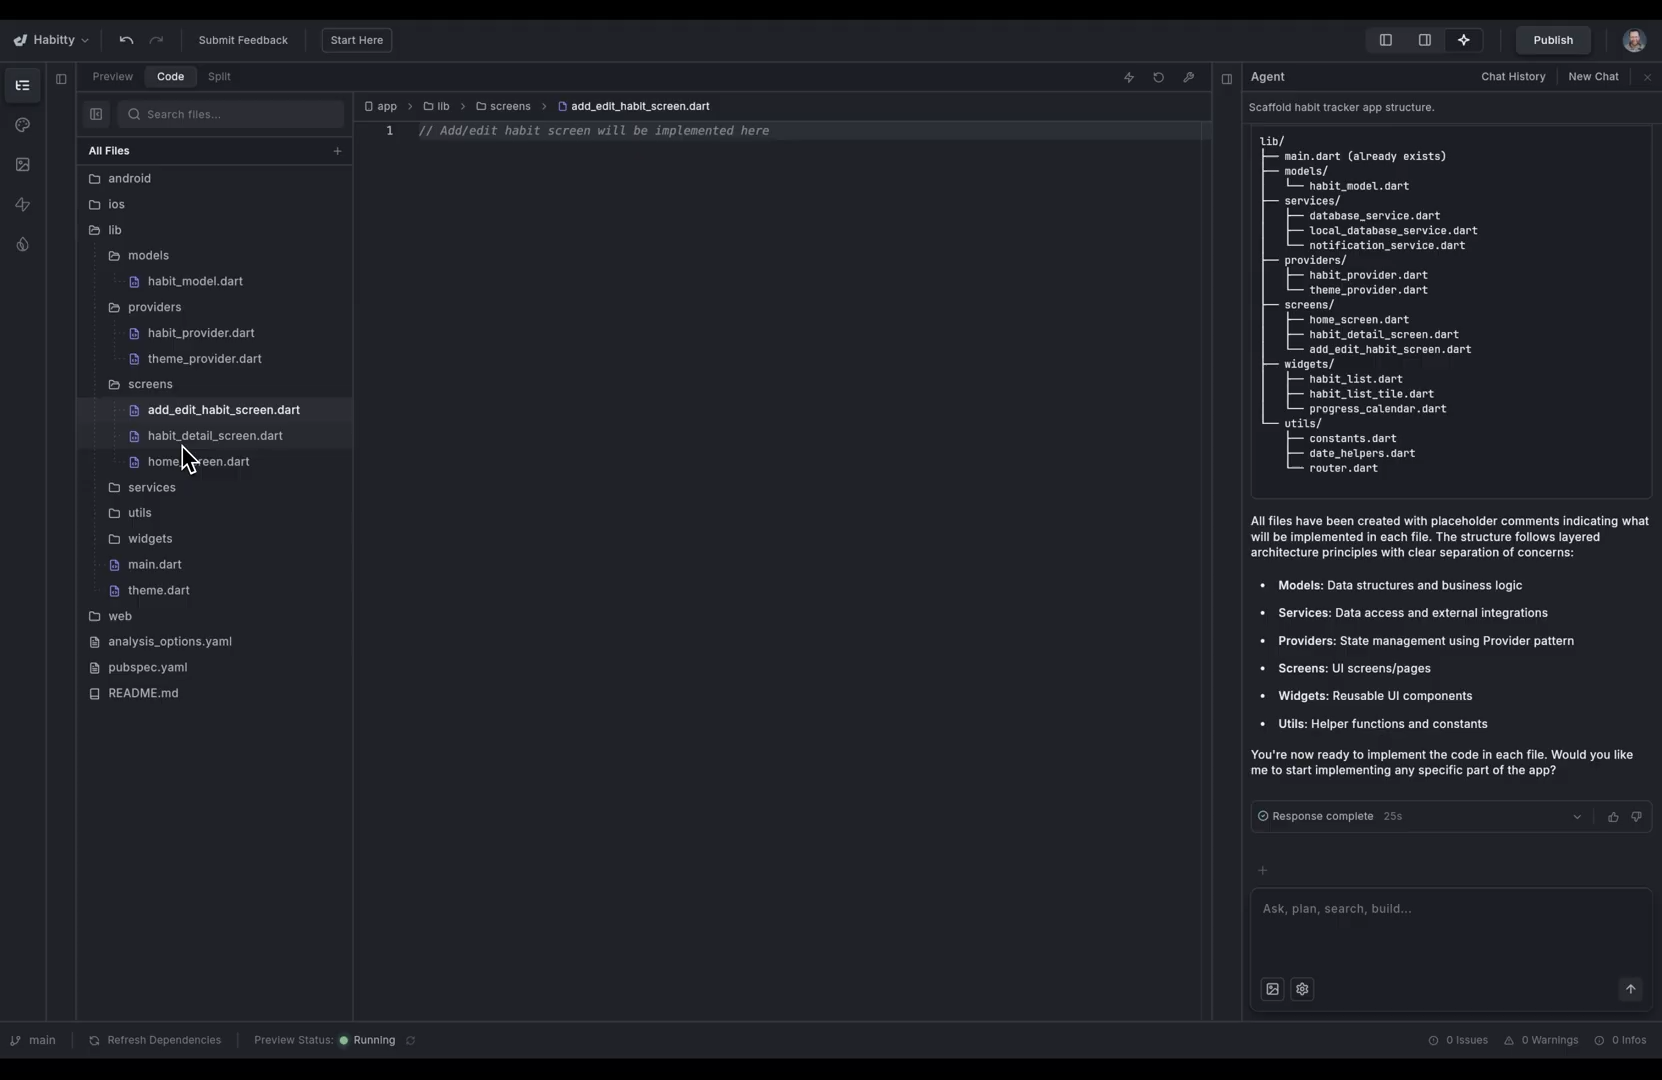 Habitty
Submit Feedback
Start Here
Publish
Preview
Code
Split
Agent
Chat History
New Chat
Search files...
app > lib > screens > add_edit_habit_screen.dart
Scaffold habit tracker app structure.
All Files
android
ios
lib
models
habit_model.dart
providers
habit_provider.dart
theme_provider.dart
screens
add_edit_habit_screen.dart
habit_detail_screen.dart
services
utils
widgets
main.dart
theme.dart
web
analysis_options.yaml
pubspec.yaml
README.md
1 // Add/edit habit screen will be implemented here
lib/
├── main.dart (already exists)
├── models/
│   └── habit_model.dart
├── services/
│   ├── database_service.dart
│   ├── local_database_service.dart
│   └── notification_service.dart
├── providers/
│   ├── habit_provider.dart
│   └── theme_provider.dart
├── screens/
│   ├── home_screen.dart
│   ├── habit_detail_screen.dart
│   └── add_edit_habit_screen.dart
├── widgets/
│   ├── habit_list.dart
│   ├── habit_list_tile.dart
│   └── progress_calendar.dart
└── utils/
    ├── constants.dart
    ├── date_helpers.dart
    └── router.dart
All files have been created with placeholder comments indicating what
will be implemented in each file. The structure follows layered
architecture principles with clear separation of concerns:
• Models: Data structures and business logic
• Services: Data access and external integrations
• Providers: State management using Provider pattern
• Screens: UI screens/pages
• Widgets: Reusable UI components
• Utils: Helper functions and constants
You're now ready to implement the code in each file. Would you like
me to start implementing any specific part of the app?
Response complete 25s
Ask, plan, search, build...
main
Refresh Dependencies
Preview Status: Running
0 Issues
0 Warnings
0 Infos